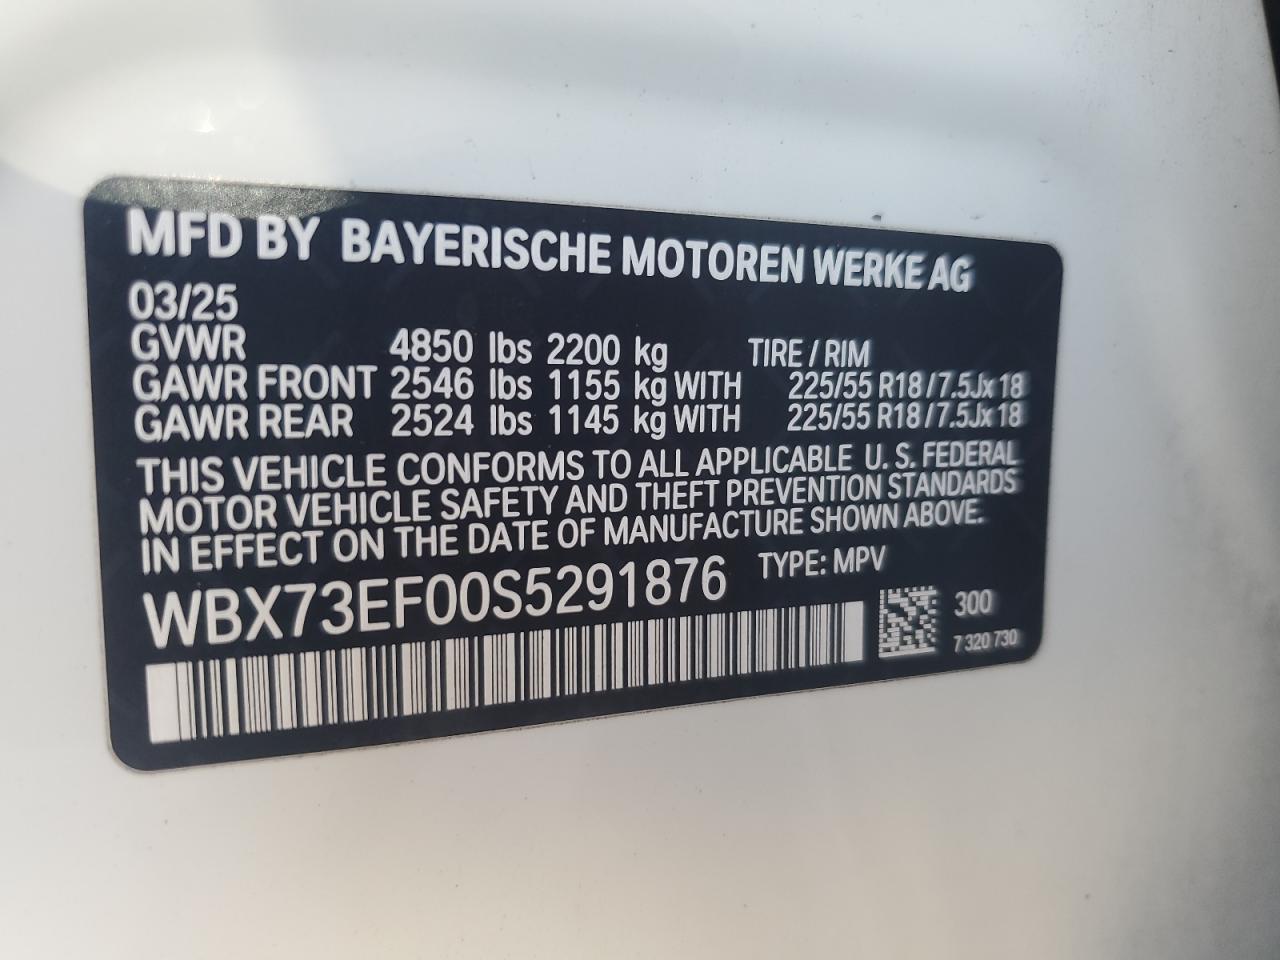 MFD BY BAYERISCHE MOTOREN WERKE AG
03/25
GVWR 4850 lbs 2200 kg TIRE / RIM
GAWR FRONT 2546 lbs 1155 kg WITH 225/55 R18 / 7.5Jx18
GAWR REAR 2524 lbs 1145 kg WITH 225/55 R18 / 7.5Jx18
THIS VEHICLE CONFORMS TO ALL APPLICABLE U. S. FEDERAL
MOTOR VEHICLE SAFETY AND THEFT PREVENTION STANDARDS
IN EFFECT ON THE DATE OF MANUFACTURE SHOWN ABOVE.
WBX73EF00S5291876 TYPE: MPV
300
7 320 730